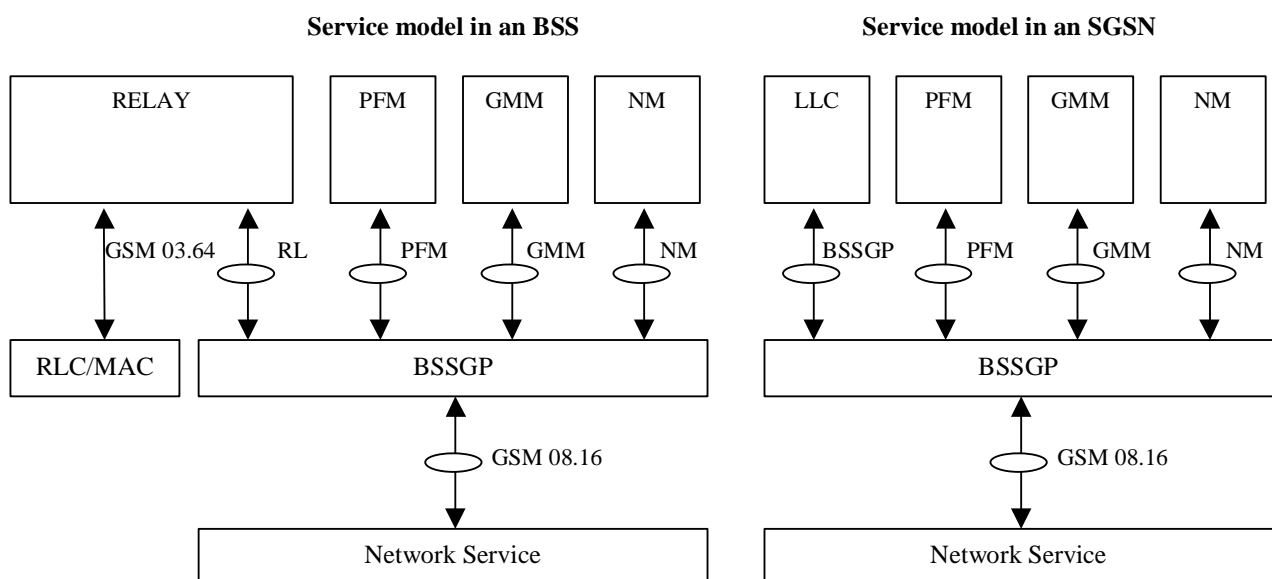 Service model in an BSS
Service model in an SGSN
RELAY PFM GMM NM LLC PFM GMM NM
GSM 03.64 RL PFM GMM NM BSSGP PFM GMM NM
RLC/MAC BSSGP BSSGP
GSM 08.16 GSM 08.16
Network Service Network Service